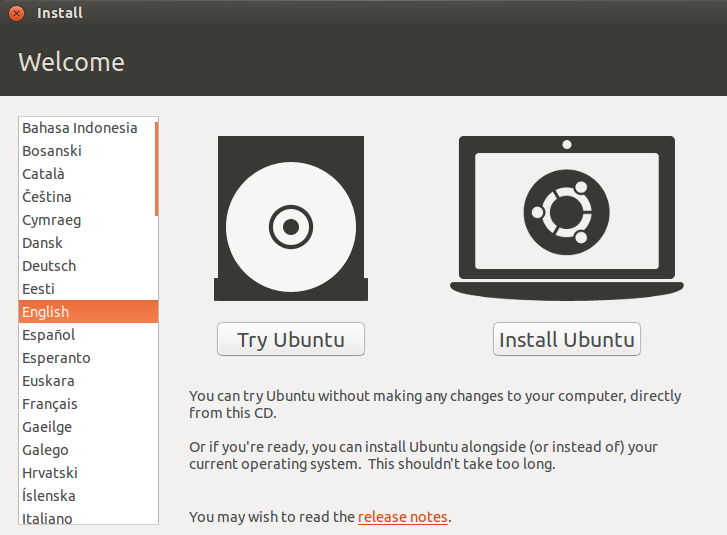 Install
Welcome
Bahasa Indonesia
Bosanski
Català
Čeština
Cymraeg
Dansk
Deutsch
Eesti
English
Español
Esperanto
Euskara
Français
Gaeilge
Galego
Hrvatski
Íslenska
Italiano
Try Ubuntu
Install Ubuntu
You can try Ubuntu without making any changes to your computer, directly
from this CD.
Or if you're ready, you can install Ubuntu alongside (or instead of) your
current operating system.  This shouldn't take too long.
You may wish to read the release notes.